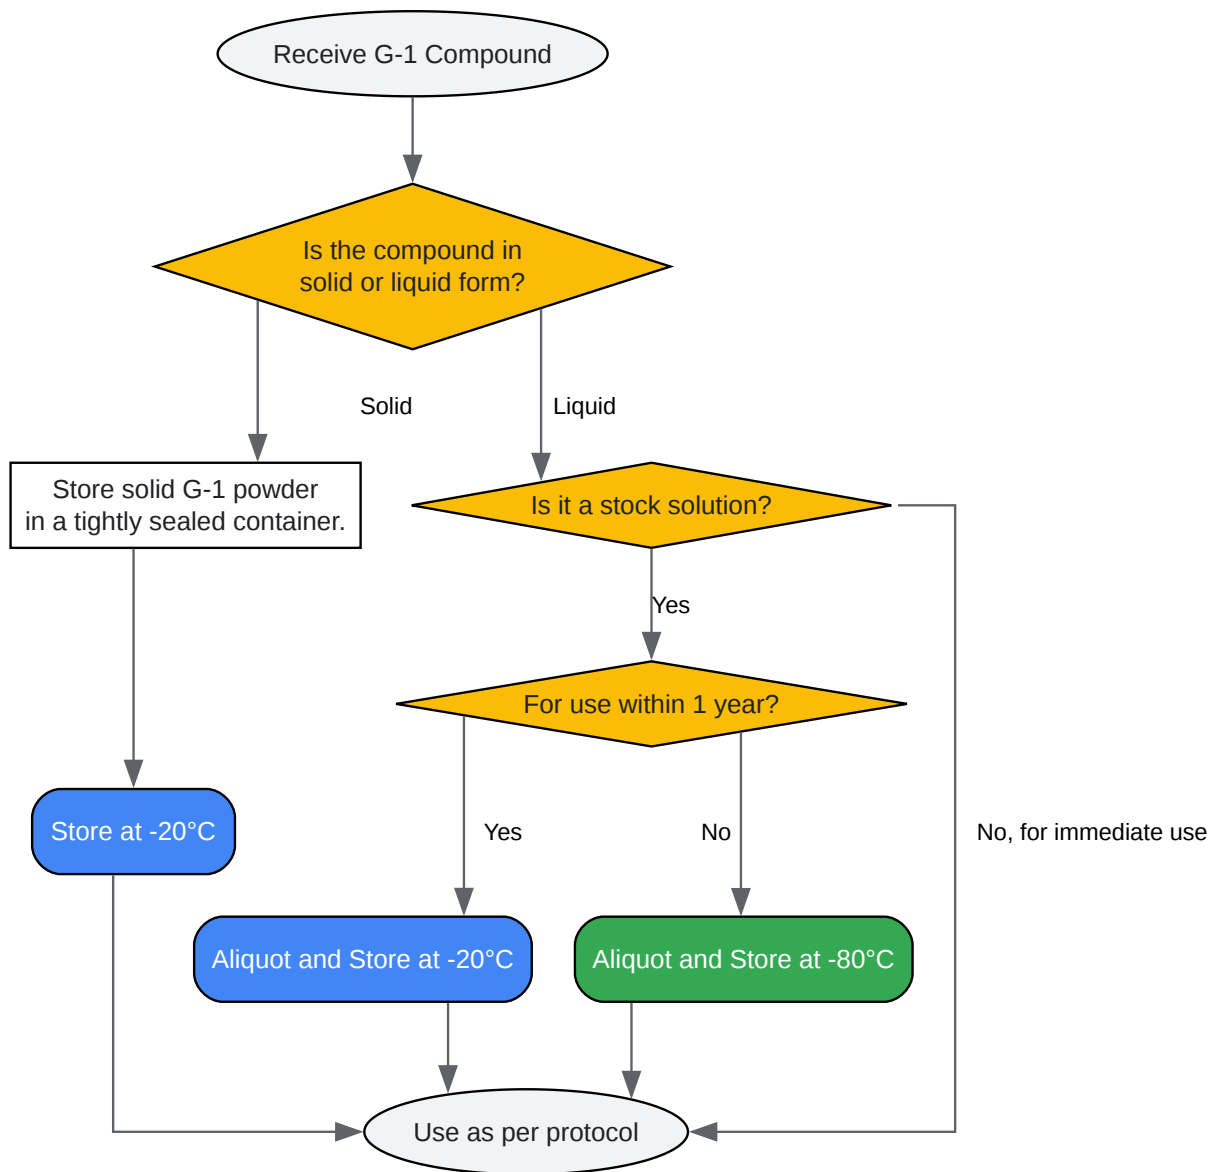 Receive G-1 Compound
Is the compound in
solid or liquid form?
Solid
Liquid
Store solid G-1 powder
in a tightly sealed container.
Is it a stock solution?
Yes
For use within 1 year?
Store at -20°C
Yes
No
No, for immediate use
Aliquot and Store at -20°C
Aliquot and Store at -80°C
Use as per protocol